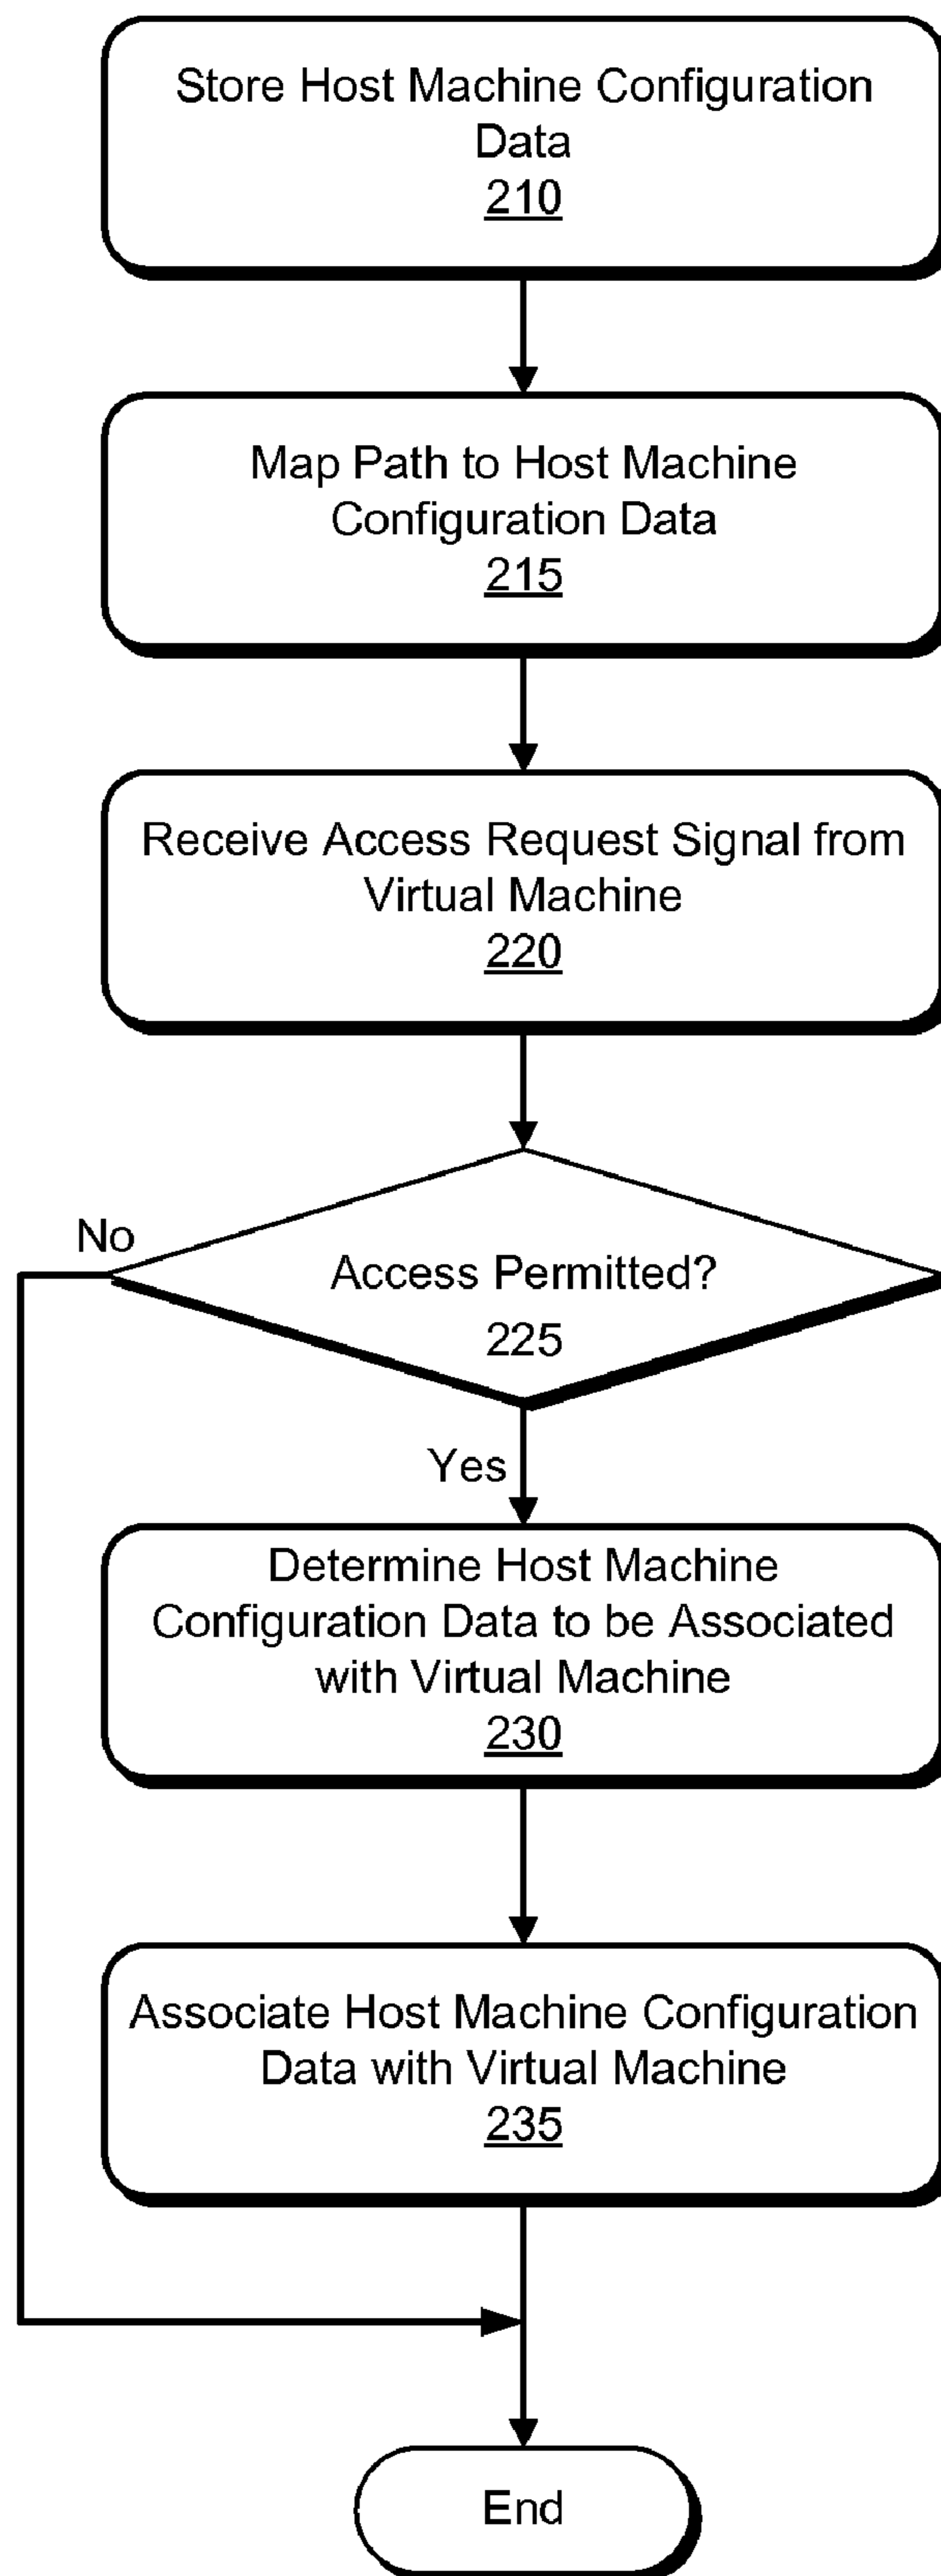 Store Host Machine Configuration
Data
210
Map Path to Host Machine
Configuration Data
215
Receive Access Request Signal from
Virtual Machine
220
No
Access Permitted?
225
Yes
Determine Host Machine
Configuration Data to be Associated
with Virtual Machine
230
Associate Host Machine Configuration
Data with Virtual Machine
235
End